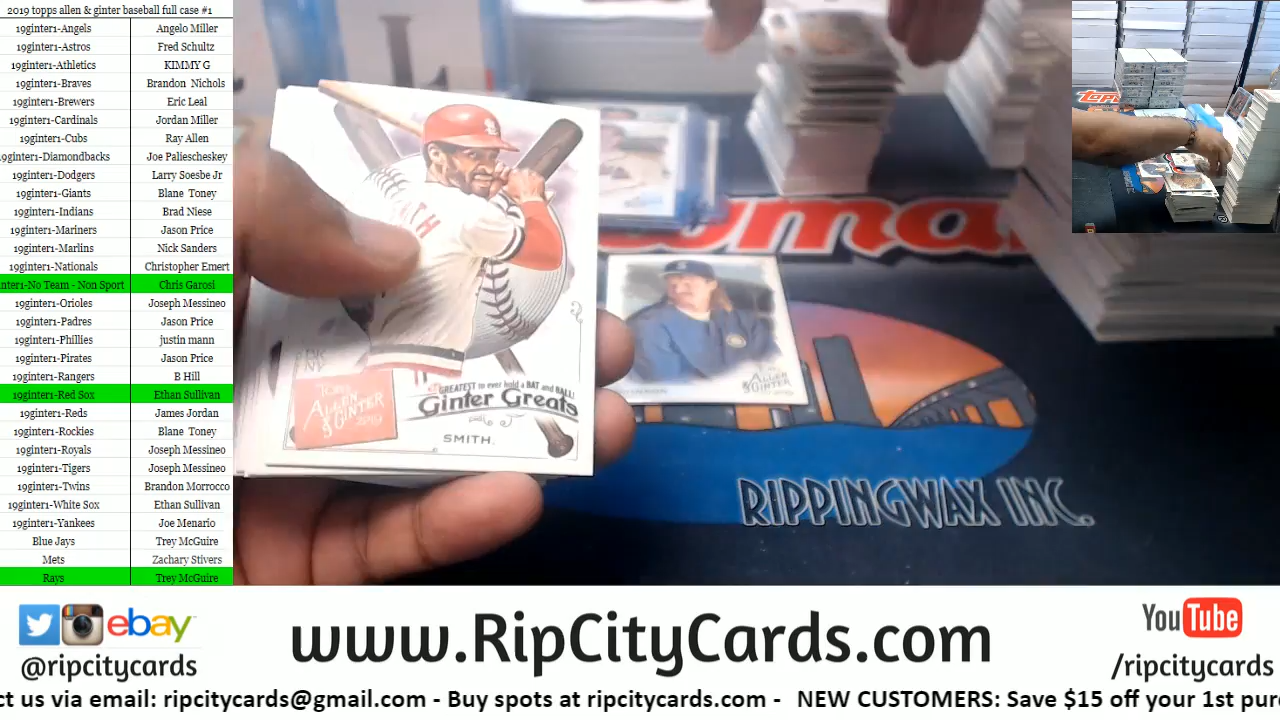 2019 topps allen & ginter baseball full case #1
19ginter1-Angels Angelo Miller
19ginter1-Astros Fred Schultz
19ginter1-Athletics KIMMY G
19ginter1-Braves Brandon Nichols
19ginter1-Brewers Eric Leal
19ginter1-Cardinals Jordan Miller
19ginter1-Cubs Ray Allen
19ginter1-Diamondbacks Joe Paliescheskey
19ginter1-Dodgers Larry Soesbe Jr
19ginter1-Giants Blane Toney
19ginter1-Indians Brad Niese
19ginter1-Mariners Jason Price
19ginter1-Marlins Nick Sanders
19ginter1-Nationals Christopher Emert
nter1-No Team - Non Sport Chris Garosi
19ginter1-Orioles Joseph Messineo
19ginter1-Padres Jason Price
19ginter1-Phillies justin mann
19ginter1-Pirates Jason Price
19ginter1-Rangers B Hill
19ginter1-Red Sox Ethan Sullivan
19ginter1-Reds James Jordan
19ginter1-Rockies Blane Toney
19ginter1-Royals Joseph Messineo
19ginter1-Tigers Joseph Messineo
19ginter1-Twins Brandon Morrocco
19ginter1-White Sox Ethan Sullivan
19ginter1-Yankees Joe Menario
Blue Jays Trey McGuire
Mets Zachary Stivers
Rays Trey McGuire
GREATEST to ever hold a BAT and BALL!
Ginter Greats
SMITH
Topps
ALLEN
& GINTER
2019
ALLEN
& GINTER
RIPPINGWAX INC.
ebay
@ripcitycards
www.RipCityCards.com
YouTube
/ripcitycards
ct us via email: ripcitycards@gmail.com - Buy spots at ripcitycards.com - NEW CUSTOMERS: Save $15 off your 1st pur